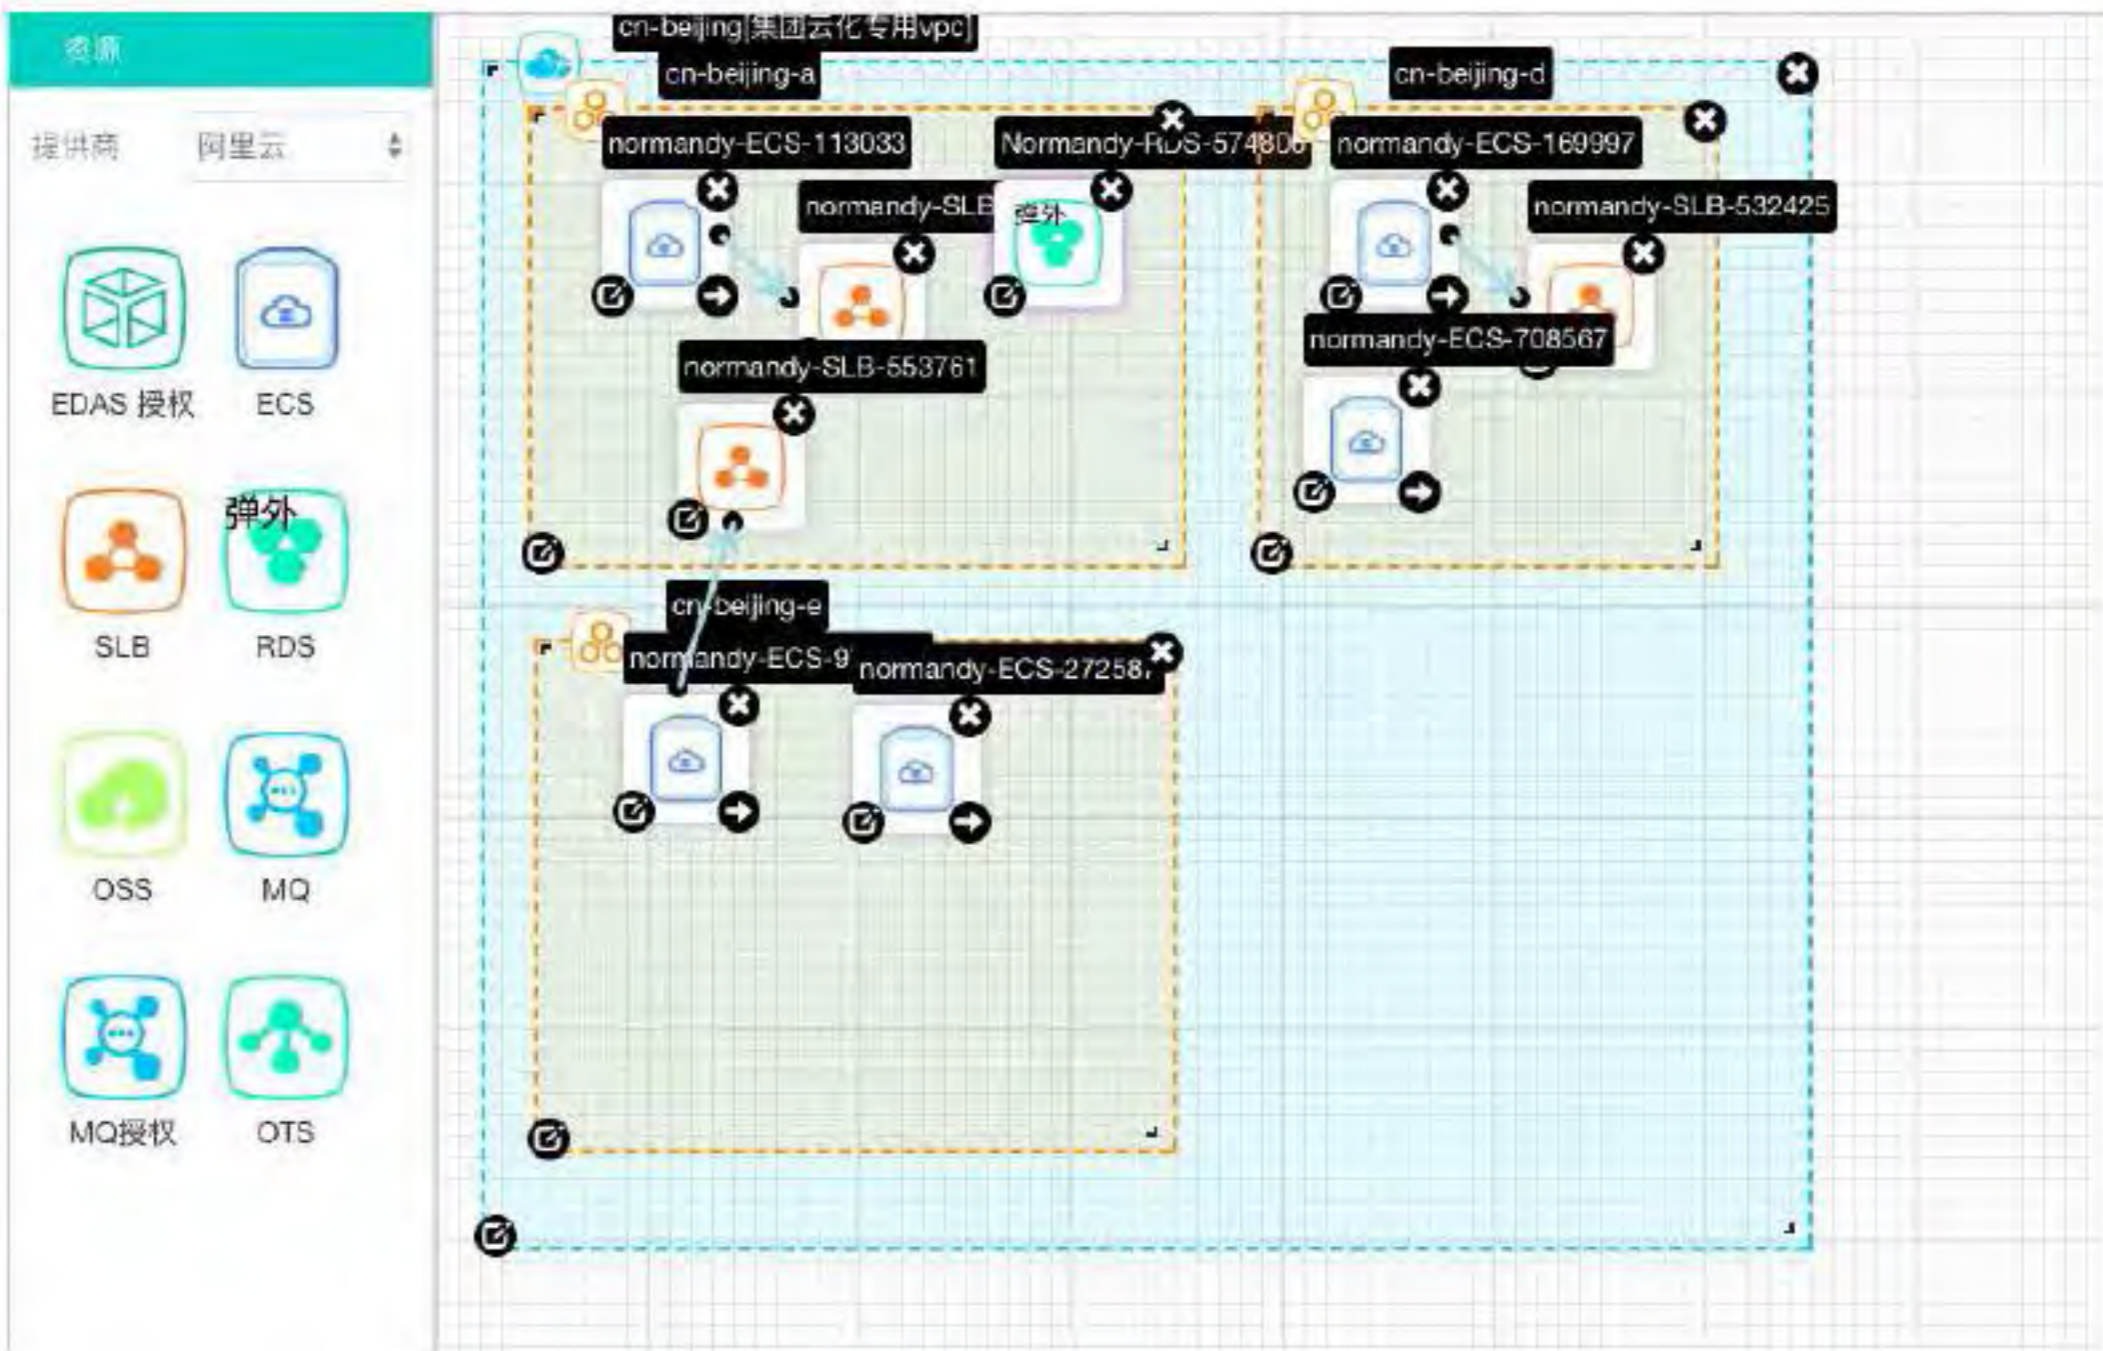 资源
提供商 阿里云
EDAS 授权
ECS
SLB
弹外
RDS
OSS
MQ
MQ授权
OTS
cn-beijing[集团云化专用vpc]
cn-beijing-a
normandy-ECS-113033
Normandy-RDS-57480
normandy-SLB
弹外
normandy-SLB-553761
cn-beijing-d
normandy-ECS-169997
normandy-SLB-532425
normandy-ECS-708567
cn-beijing-e
normandy-ECS-9
normandy-ECS-27258